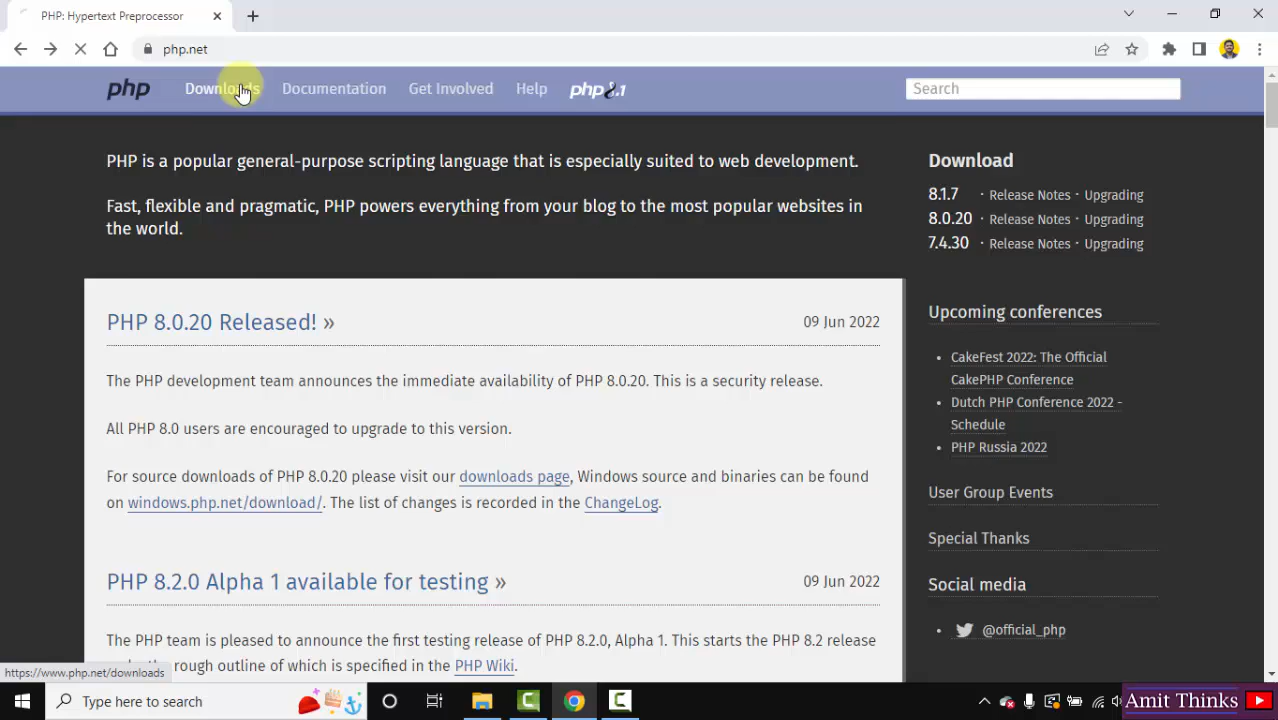 PHP: Hypertext Preprocessor
php.net
php Downloads Documentation Get Involved Help php8.1 Search
PHP is a popular general-purpose scripting language that is especially suited to web development.
Fast, flexible and pragmatic, PHP powers everything from your blog to the most popular websites in
the world.
Download
8.1.7 · Release Notes · Upgrading
8.0.20 · Release Notes · Upgrading
7.4.30 · Release Notes · Upgrading
PHP 8.0.20 Released! » 09 Jun 2022
The PHP development team announces the immediate availability of PHP 8.0.20. This is a security release.
All PHP 8.0 users are encouraged to upgrade to this version.
For source downloads of PHP 8.0.20 please visit our downloads page, Windows source and binaries can be found
on windows.php.net/download/. The list of changes is recorded in the ChangeLog.
PHP 8.2.0 Alpha 1 available for testing » 09 Jun 2022
The PHP team is pleased to announce the first testing release of PHP 8.2.0, Alpha 1. This starts the PHP 8.2 release
rough outline of which is specified in the PHP Wiki.
Upcoming conferences
• CakeFest 2022: The Official
CakePHP Conference
• Dutch PHP Conference 2022 -
Schedule
• PHP Russia 2022
User Group Events
Special Thanks
Social media
• @official_php
https://www.php.net/downloads
Type here to search
Amit Thinks